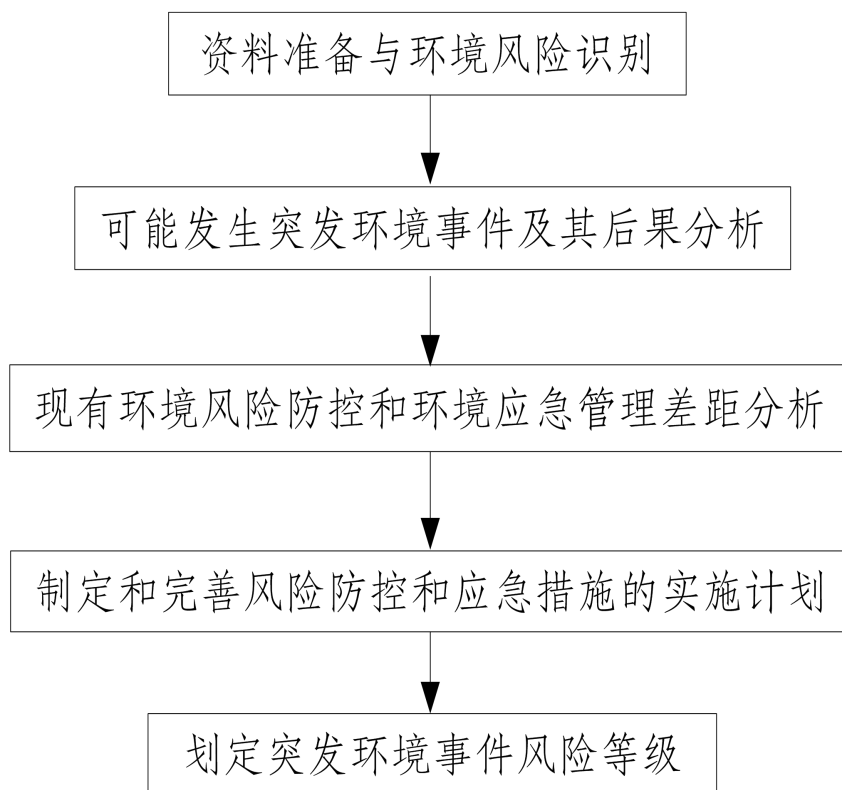 资料准备与环境风险识别
可能发生突发环境事件及其后果分析
现有环境风险防控和环境应急管理差距分析
制定和完善风险防控和应急措施的实施计划
划定突发环境事件风险等级